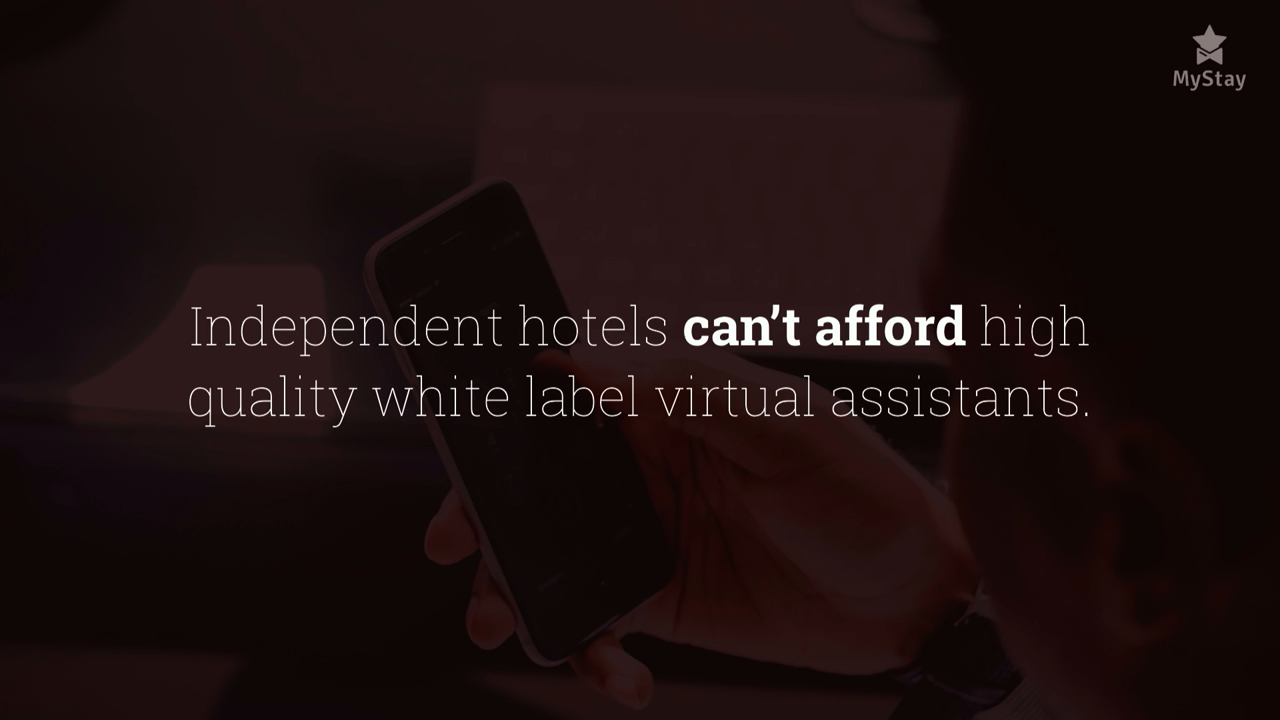 MyStay
Independent hotels can’t afford high
quality white label virtual assistants.